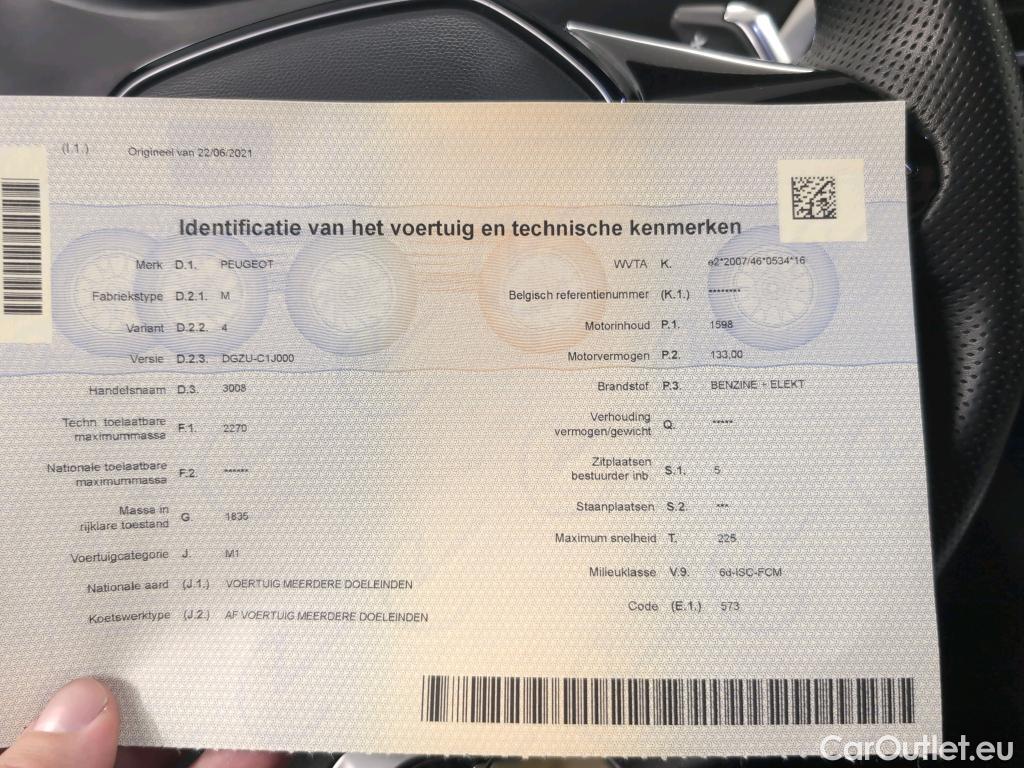 (I.1.) Origineel van 22/06/2021
Identificatie van het voertuig en technische kenmerken
Merk D.1. PEUGEOT
Fabriekstype D.2.1. M
Variant D.2.2. 4
Versie D.2.3. DGZU-C1J000
Handelsnaam D.3. 3008
Techn. toelaatbare
maximummassa F.1. 2270
Nationale toelaatbare
maximummassa F.2. ******
Massa in
rijklare toestand G. 1835
Voertuigcategorie J. M1
Nationale aard (J.1.) VOERTUIG MEERDERE DOELEINDEN
Koetswerktype (J.2.) AF VOERTUIG MEERDERE DOELEINDEN
WVTA K. e2*2007/46*0534*16
Belgisch referentienummer (K.1.) ********
Motorinhoud P.1. 1598
Motorvermogen P.2. 133,00
Brandstof P.3. BENZINE + ELEKT
Verhouding
vermogen/gewicht Q. *****
Zitplaatsen
bestuurder inb. S.1. 5
Staanplaatsen S.2. ***
Maximum snelheid T. 225
Milieuklasse V.9. 6d-ISC-FCM
Code (E.1.) 573
CarOutlet.eu